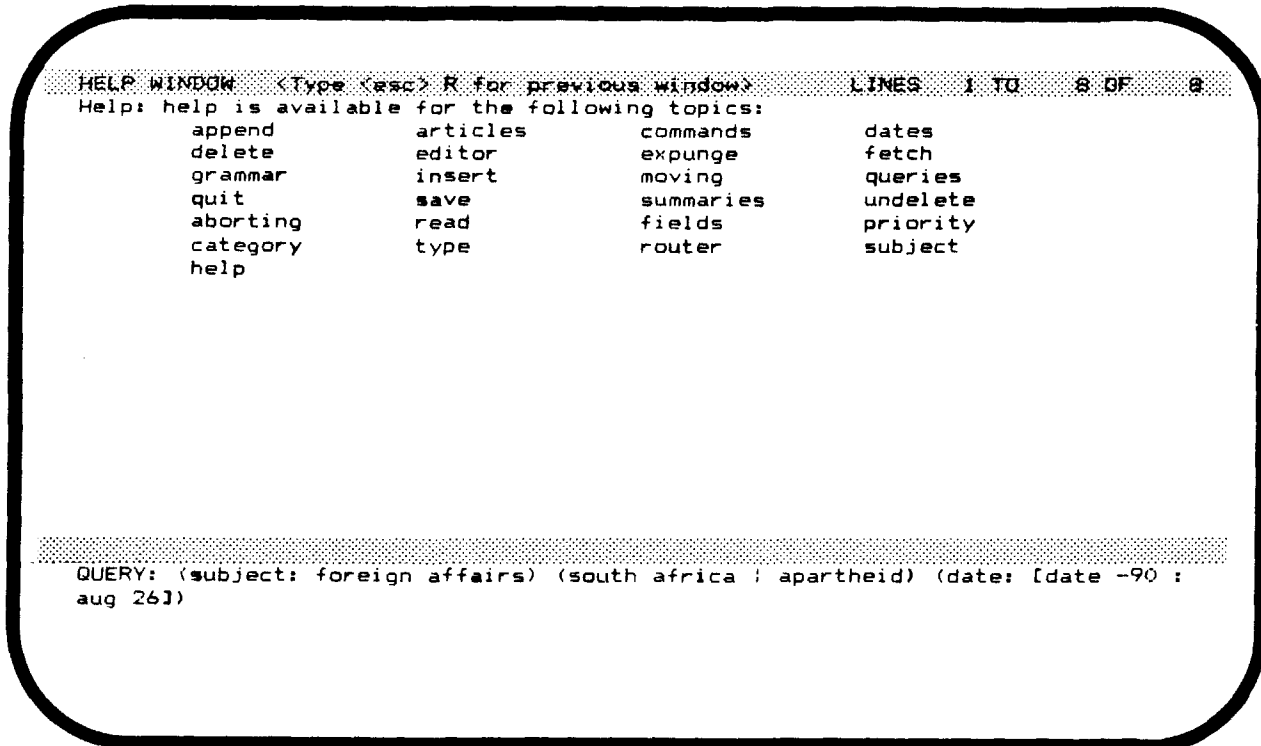 HELP WINDOW <Type <esc> R for previous window> LINES 1 TO 8 OF 8
Help: help is available for the following topics:
append articles commands dates
delete editor expunge fetch
grammar insert moving queries
quit save summaries undelete
aborting read fields priority
category type router subject
help
QUERY: (subject: foreign affairs) (south africa ¦ apartheid) (date: [date -90 :
aug 26])